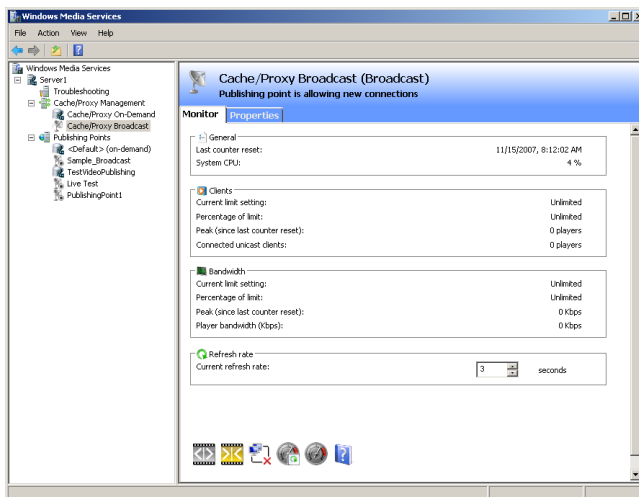 Windows Media Services
File Action View Help
Windows Media Services
Server1
Troubleshooting
Cache/Proxy Management
Cache/Proxy On-Demand
Cache/Proxy Broadcast
Publishing Points
<Default> (on-demand)
Sample_Broadcast
TestVideoPublishing
Live Test
PublishingPoint1
Cache/Proxy Broadcast (Broadcast)
Publishing point is allowing new connections
Monitor Properties
General
Last counter reset: 11/15/2007, 8:12:02 AM
System CPU: 4 %
Clients
Current limit setting: Unlimited
Percentage of limit: Unlimited
Peak (since last counter reset): 0 players
Connected unicast clients: 0 players
Bandwidth
Current limit setting: Unlimited
Percentage of limit: Unlimited
Peak (since last counter reset): 0 Kbps
Player bandwidth (Kbps): 0 Kbps
Refresh rate
Current refresh rate: 3 seconds